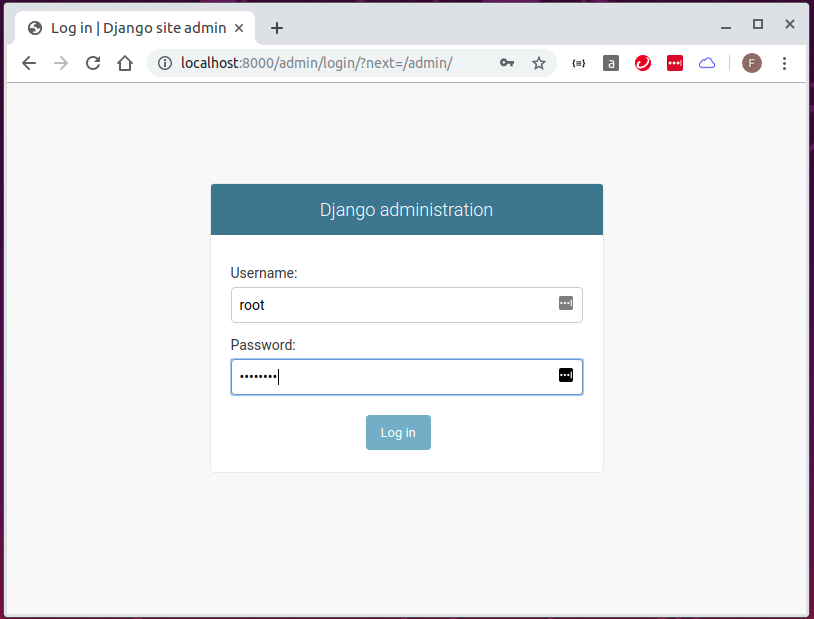 Log in | Django site admin
localhost:8000/admin/login/?next=/admin/
a
F
Django administration
Username:
root
Password:
••••••••
Log in